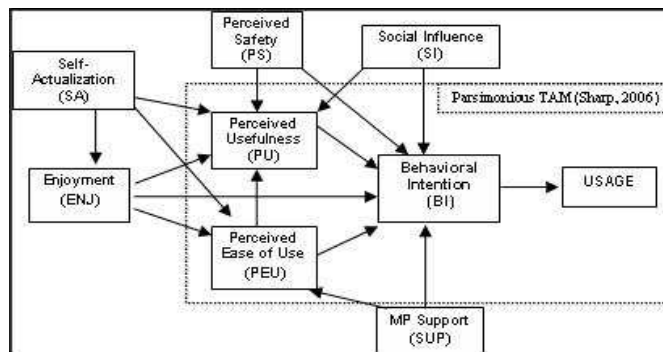 Perceived
Safety
(PS)
Social Influence
(SI)
Self-
Actualization
(SA)
Parsimonious TAM (Sharp, 2006)
Perceived
Usefulness
(PU)
Enjoyment
(ENJ)
Behavioral
Intention
(BI)
USAGE
Perceived
Ease of Use
(PEU)
MP Support
(SUP)